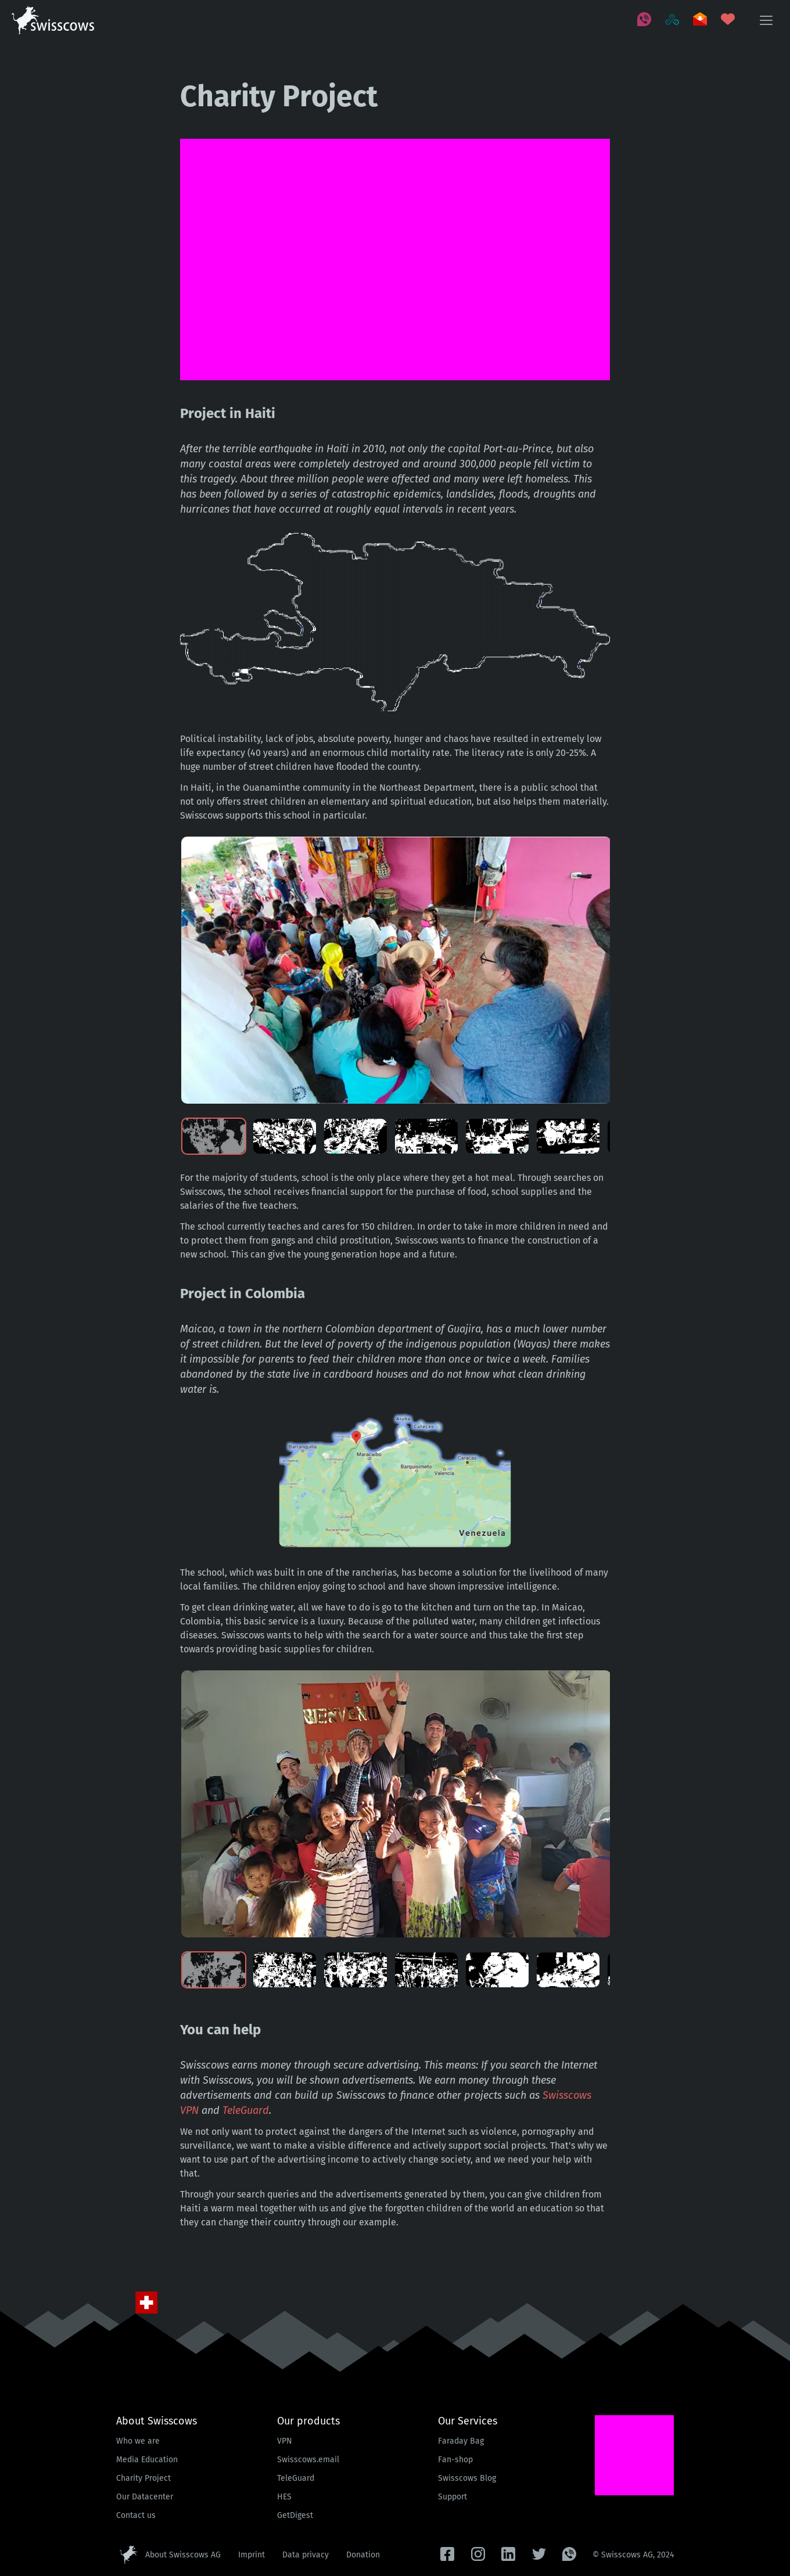 swisscows
Charity Project
Project in Haiti
After the terrible earthquake in Haiti in 2010, not only the capital Port-au-Prince, but also
many coastal areas were completely destroyed and around 300,000 people fell victim to
this tragedy. About three million people were affected and many were left homeless. This
has been followed by a series of catastrophic epidemics, landslides, floods, droughts and
hurricanes that have occurred at roughly equal intervals in recent years.
Political instability, lack of jobs, absolute poverty, hunger and chaos have resulted in extremely low
life expectancy (40 years) and an enormous child mortality rate. The literacy rate is only 20-25%. A
huge number of street children have flooded the country.
In Haiti, in the Ouanaminthe community in the Northeast Department, there is a public school that
not only offers street children an elementary and spiritual education, but also helps them materially.
Swisscows supports this school in particular.
For the majority of students, school is the only place where they get a hot meal. Through searches on
Swisscows, the school receives financial support for the purchase of food, school supplies and the
salaries of the five teachers.
The school currently teaches and cares for 150 children. In order to take in more children in need and
to protect them from gangs and child prostitution, Swisscows wants to finance the construction of a
new school. This can give the young generation hope and a future.
Project in Colombia
Maicao, a town in the northern Colombian department of Guajira, has a much lower number
of street children. But the level of poverty of the indigenous population (Wayas) there makes
it impossible for parents to feed their children more than once or twice a week. Families
abandoned by the state live in cardboard houses and do not know what clean drinking
water is.
Aruba
Curacao
Barranquilla
Maracaibo
Caracas
Barquisimeto
Valencia
Bucaramanga
Venezuela
The school, which was built in one of the rancherias, has become a solution for the livelihood of many
local families. The children enjoy going to school and have shown impressive intelligence.
To get clean drinking water, all we have to do is go to the kitchen and turn on the tap. In Maicao,
Colombia, this basic service is a luxury. Because of the polluted water, many children get infectious
diseases. Swisscows wants to help with the search for a water source and thus take the first step
towards providing basic supplies for children.
You can help
Swisscows earns money through secure advertising. This means: If you search the Internet
with Swisscows, you will be shown advertisements. We earn money through these
advertisements and can build up Swisscows to finance other projects such as Swisscows
VPN and TeleGuard.
We not only want to protect against the dangers of the Internet such as violence, pornography and
surveillance, we want to make a visible difference and actively support social projects. That's why we
want to use part of the advertising income to actively change society, and we need your help with
that.
Through your search queries and the advertisements generated by them, you can give children from
Haiti a warm meal together with us and give the forgotten children of the world an education so that
they can change their country through our example.
About Swisscows
Who we are
Media Education
Charity Project
Our Datacenter
Contact us
Our products
VPN
Swisscows.email
TeleGuard
HES
GetDigest
Our Services
Faraday Bag
Fan-shop
Swisscows Blog
Support
About Swisscows AG Imprint Data privacy Donation © Swisscows AG, 2024